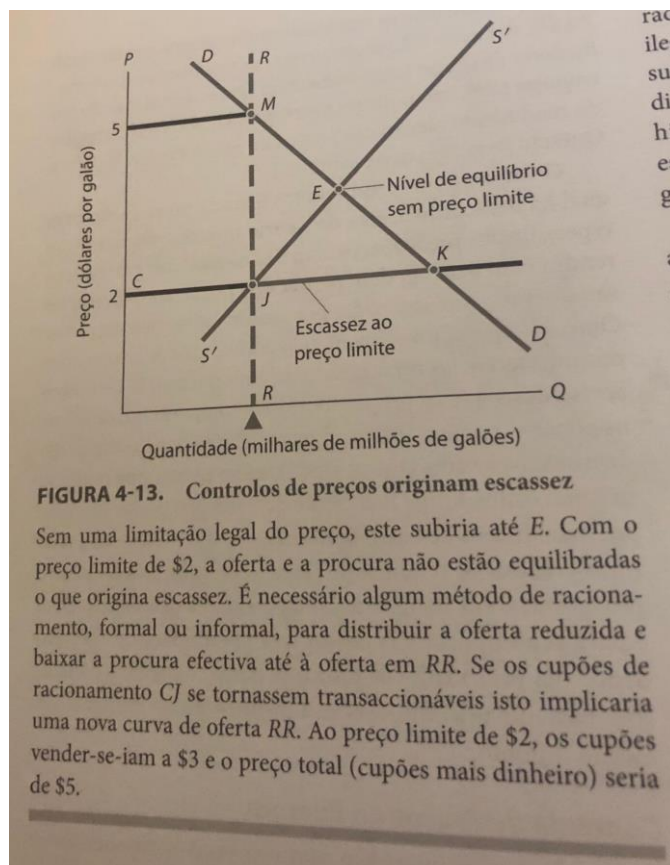 P
D
R
S'
M
5
E
Nível de equilíbrio
sem preço limite
K
C
2
J
Escassez ao
preço limite
S'
D
R
Q
Preço (dólares por galão)
Quantidade (milhares de milhões de galões)
FIGURA 4-13. Controlos de preços originam escassez
Sem uma limitação legal do preço, este subiria até E. Com o
preço limite de $2, a oferta e a procura não estão equilibradas
o que origina escassez. É necessário algum método de raciona-
mento, formal ou informal, para distribuir a oferta reduzida e
baixar a procura efectiva até à oferta em RR. Se os cupões de
racionamento CJ se tornassem transaccionáveis isto implicaria
uma nova curva de oferta RR. Ao preço limite de $2, os cupões
vender-se-iam a $3 e o preço total (cupões mais dinheiro) seria
de $5.